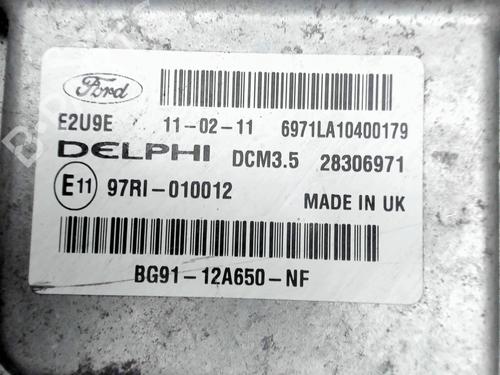 Ford
E2U9E 11-02-11 6971LA10400179
DELPHI DCM3.5 28306971
E11 97RI-010012 MADE IN UK
BG91-12A650-NF